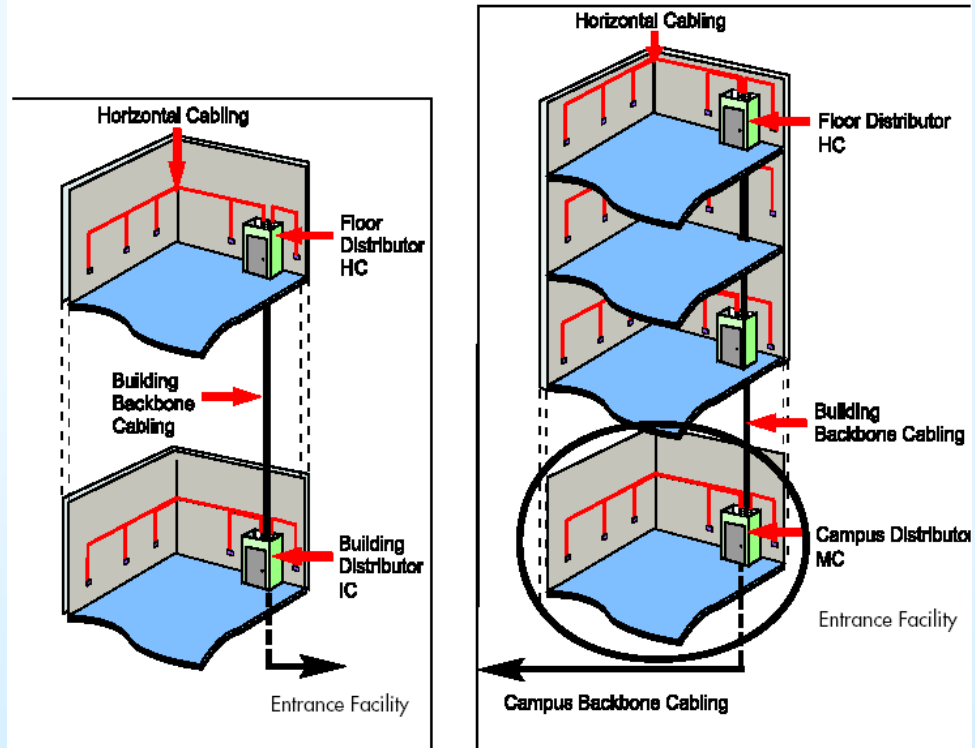 Horizontal Cabling
Floor
Distributor
HC
Building
Backbone
Cabling
Building
Distributor
IC
Entrance Facility
Horizontal Cabling
Floor Distributor
HC
Building
Backbone Cabling
Campus Distributo
MC
Entrance Facility
Campus Backbone Cabling